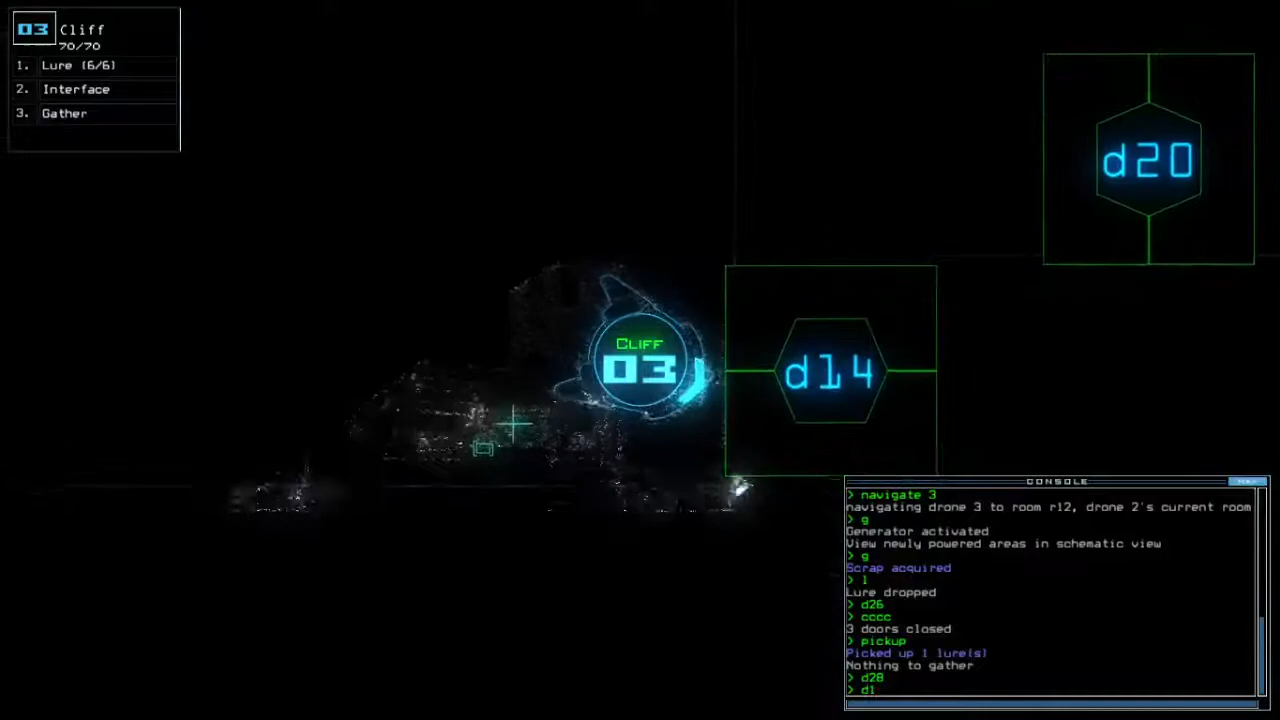 03 Cliff
70/70
1. Lure (6/6)
2. Interface
3. Gather
d20
Cliff
03
d14
CONSOLE
> navigate 3
navigating drone 3 to room r12, drone 2's current room
> g
Generator activated
View newly powered areas in schematic view
> g
Scrap acquired
> l
Lure dropped
> d26
> cccc
3 doors closed
> pickup
Picked up 1 lure(s)
Nothing to gather
> d28
> d1